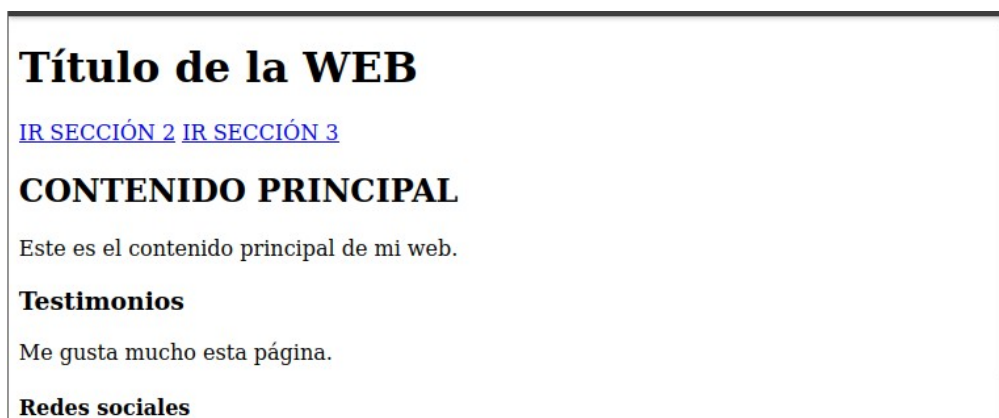 Título de la WEB
IR SECCIÓN 2 IR SECCIÓN 3
CONTENIDO PRINCIPAL
Este es el contenido principal de mi web.
Testimonios
Me gusta mucho esta página.
Redes sociales